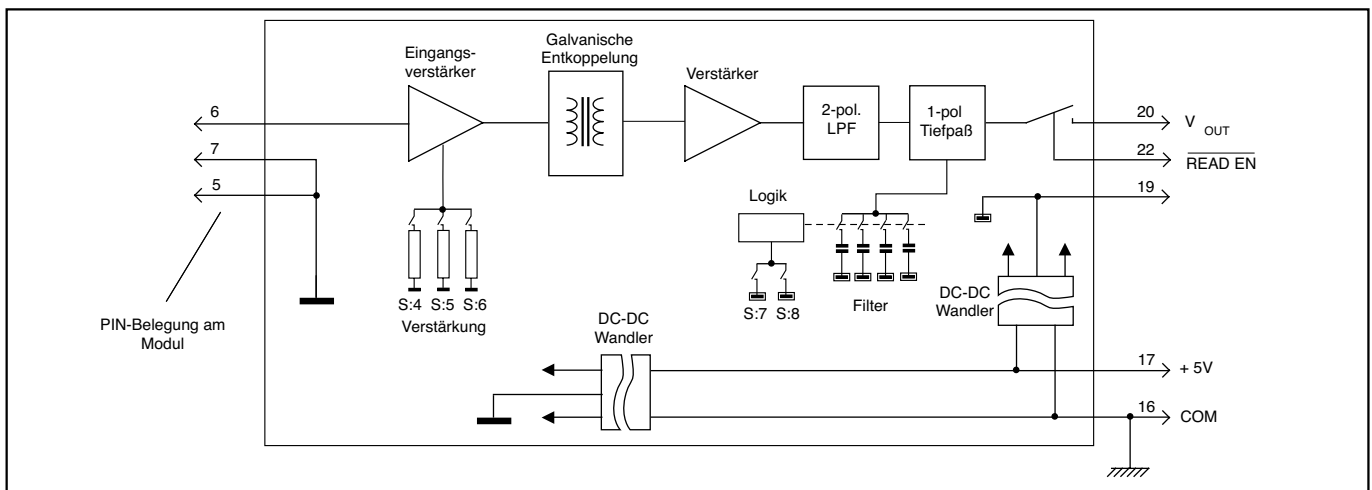 Eingangs-
verstärker
Galvanische
Entkoppelung
Verstärker
2-pol.
LPF
1-pol
Tiefpaß
6
7
5
20
V OUT
22
READ EN
19
Logik
S:4 S:5 S:6
Verstärkung
S:7 S:8
Filter
DC-DC
Wandler
DC-DC
Wandler
PIN-Belegung am
Modul
17
+ 5V
16
COM